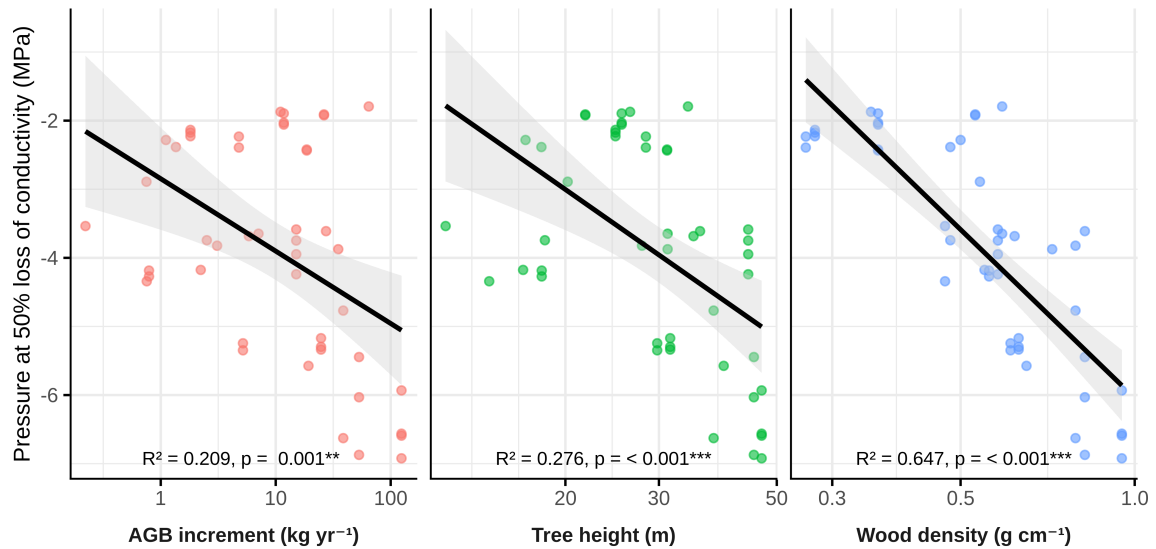 Pressure at 50% loss of conductivity (MPa)
-2
-4
-6
R² = 0.209, p =  0.001**
R² = 0.276, p = < 0.001***
R² = 0.647, p = < 0.001***
1 10 100
20 30 50
0.3 0.5 1.0
AGB increment (kg yr⁻¹)
Tree height (m)
Wood density (g cm⁻¹)